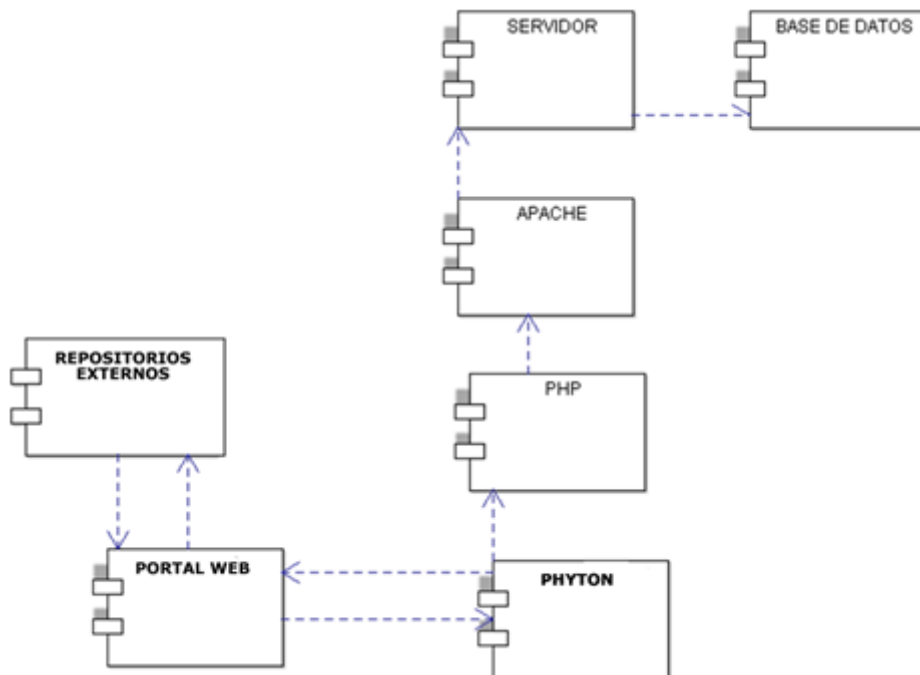 SERVIDOR
BASE DE DATOS
APACHE
REPOSITORIOS
EXTERNOS
PHP
PORTAL WEB
PHYTON